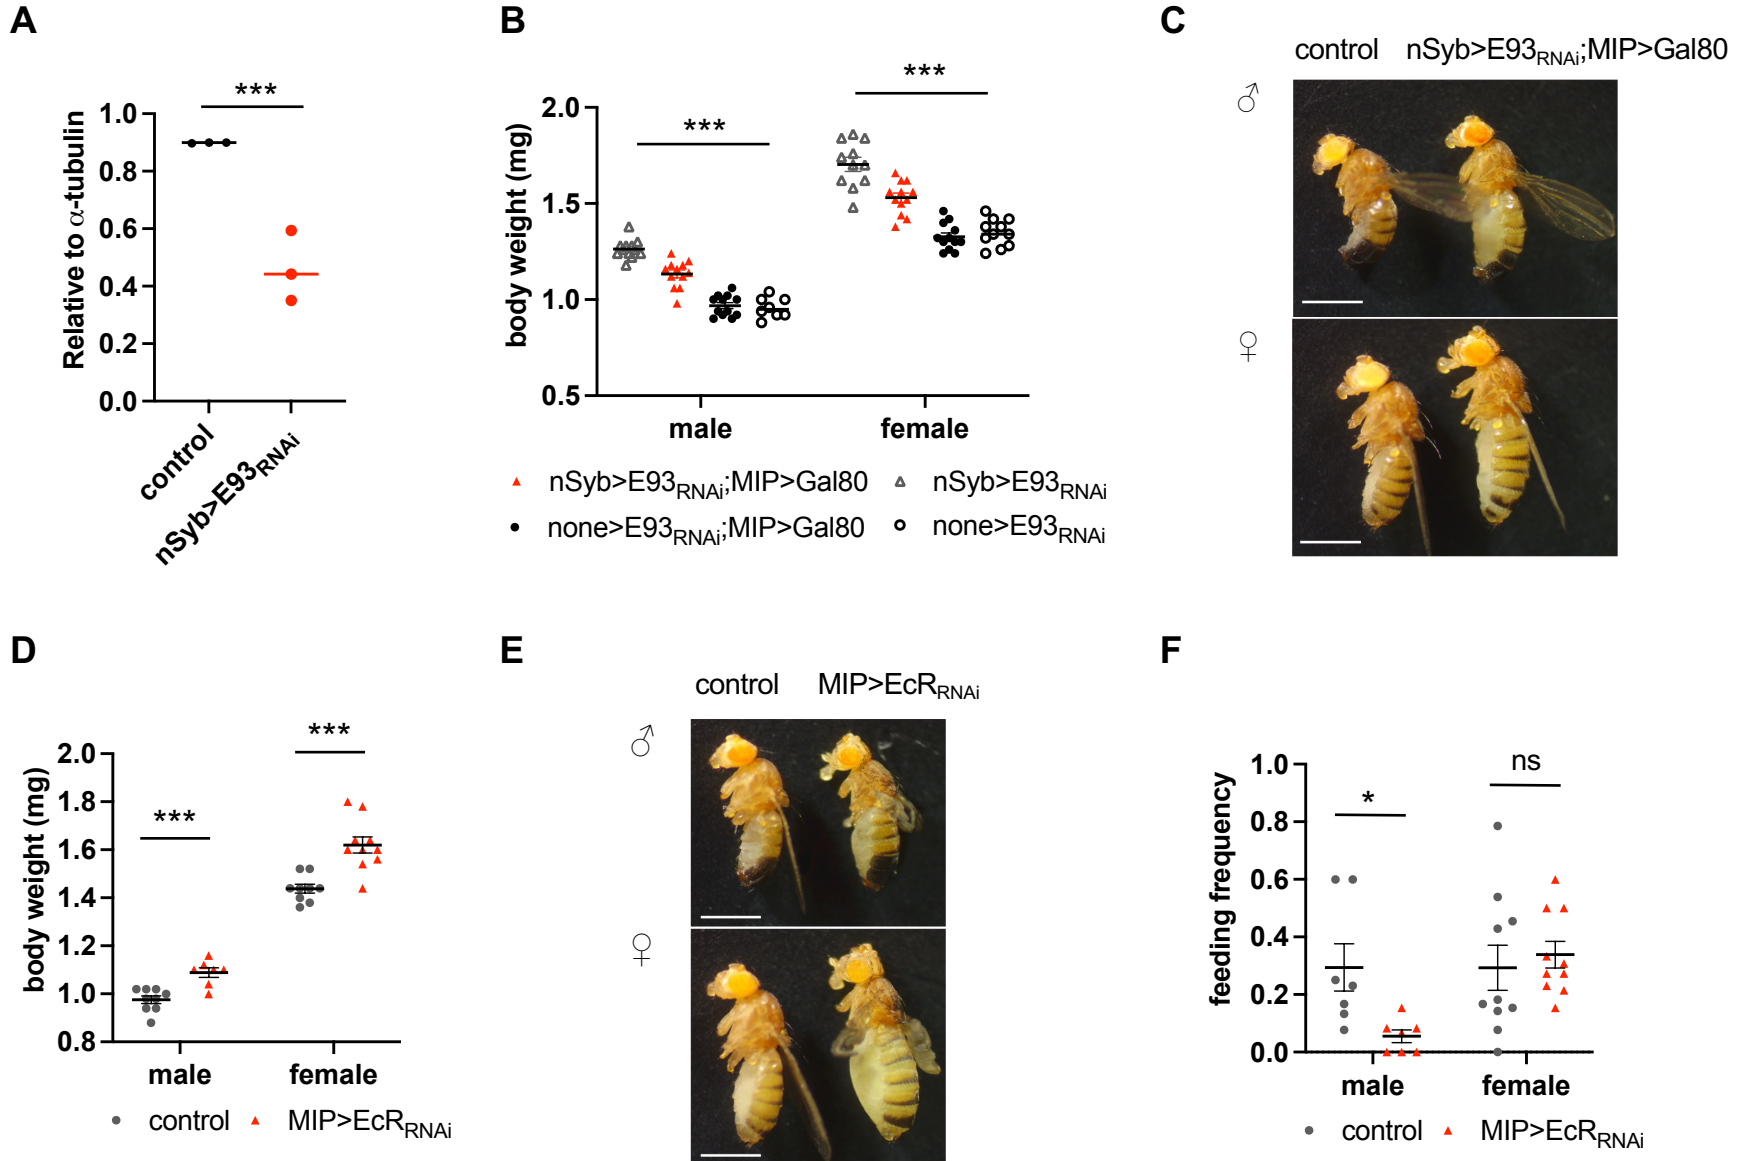 A
B
C
control nSyb>E93RNAi;MIP>Gal80
♂
♀
***
Relative to α-tubulin
1.0
0.8
0.6
0.4
0.2
0.0
control
nSyb>E93RNAi
***
***
body weight (mg)
2.0
1.5
1.0
0.5
male female
nSyb>E93RNAi;MIP>Gal80 nSyb>E93RNAi
none>E93RNAi;MIP>Gal80 none>E93RNAi
D
E
F
***
***
body weight (mg)
2.0
1.8
1.6
1.4
1.2
1.0
0.8
male female
control MIP>EcRRNAi
control MIP>EcRRNAi
♂
♀
ns
*
feeding frequency
1.0
0.8
0.6
0.4
0.2
0.0
male female
control MIP>EcRRNAi